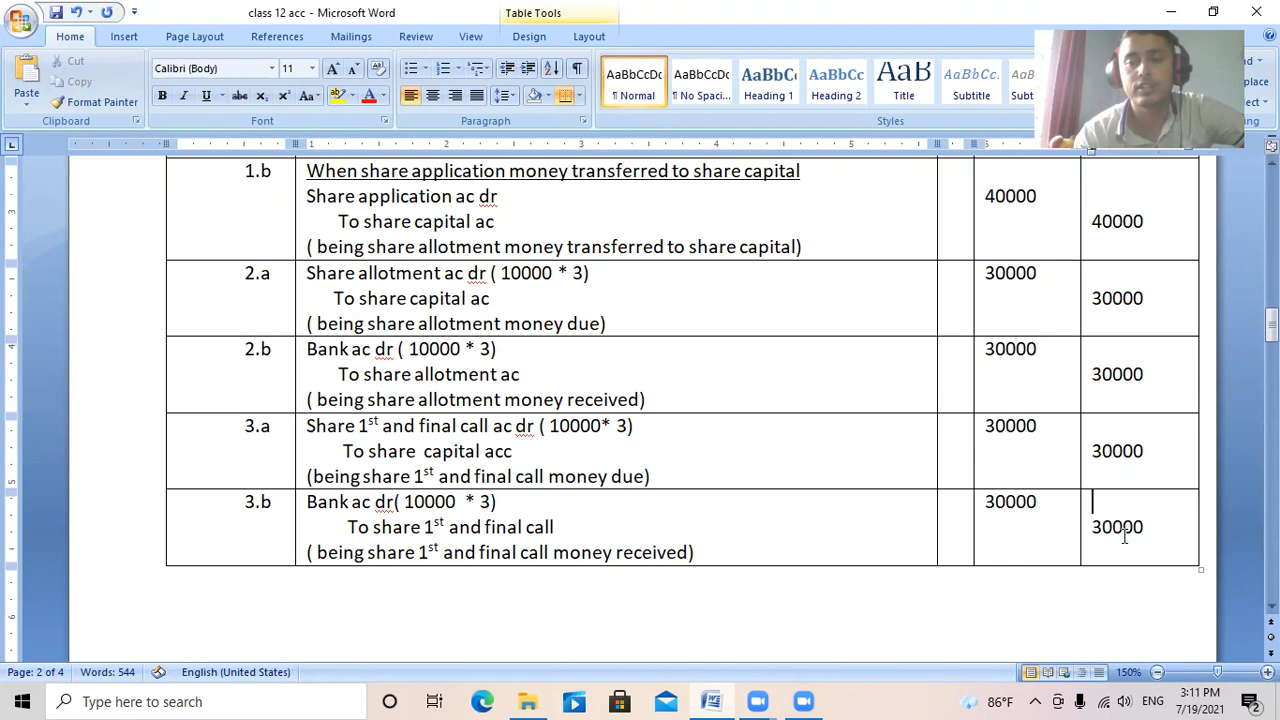 class 12 acc - Microsoft Word
Table Tools
Home
Insert
Page Layout
References
Mailings
Review
View
Design
Layout
Paste
Cut
Copy
Format Painter
Clipboard
Calibri (Body)
11
Font
Paragraph
AaBbCcDc
¶ Normal
AaBbCcDc
¶ No Spaci...
AaBbCc
Heading 1
AaBbCc
Heading 2
AaB
Title
AaBbCc
Subtitle
Styles
1.b
When share application money transferred to share capital
Share application ac dr
40000
To share capital ac
40000
( being share allotment money transferred to share capital)
2.a
Share allotment ac dr ( 10000 * 3)
30000
To share capital ac
30000
( being share allotment money due)
2.b
Bank ac dr ( 10000 * 3)
30000
To share allotment ac
30000
( being share allotment money received)
3.a
Share 1st and final call ac dr ( 10000* 3)
30000
To share capital acc
30000
(being share 1st and final call money due)
3.b
Bank ac dr( 10000 * 3)
30000
To share 1st and final call
30000
( being share 1st and final call money received)
Page: 2 of 4
Words: 544
English (United States)
150%
Type here to search
86°F
ENG
3:11 PM
7/19/2021
2